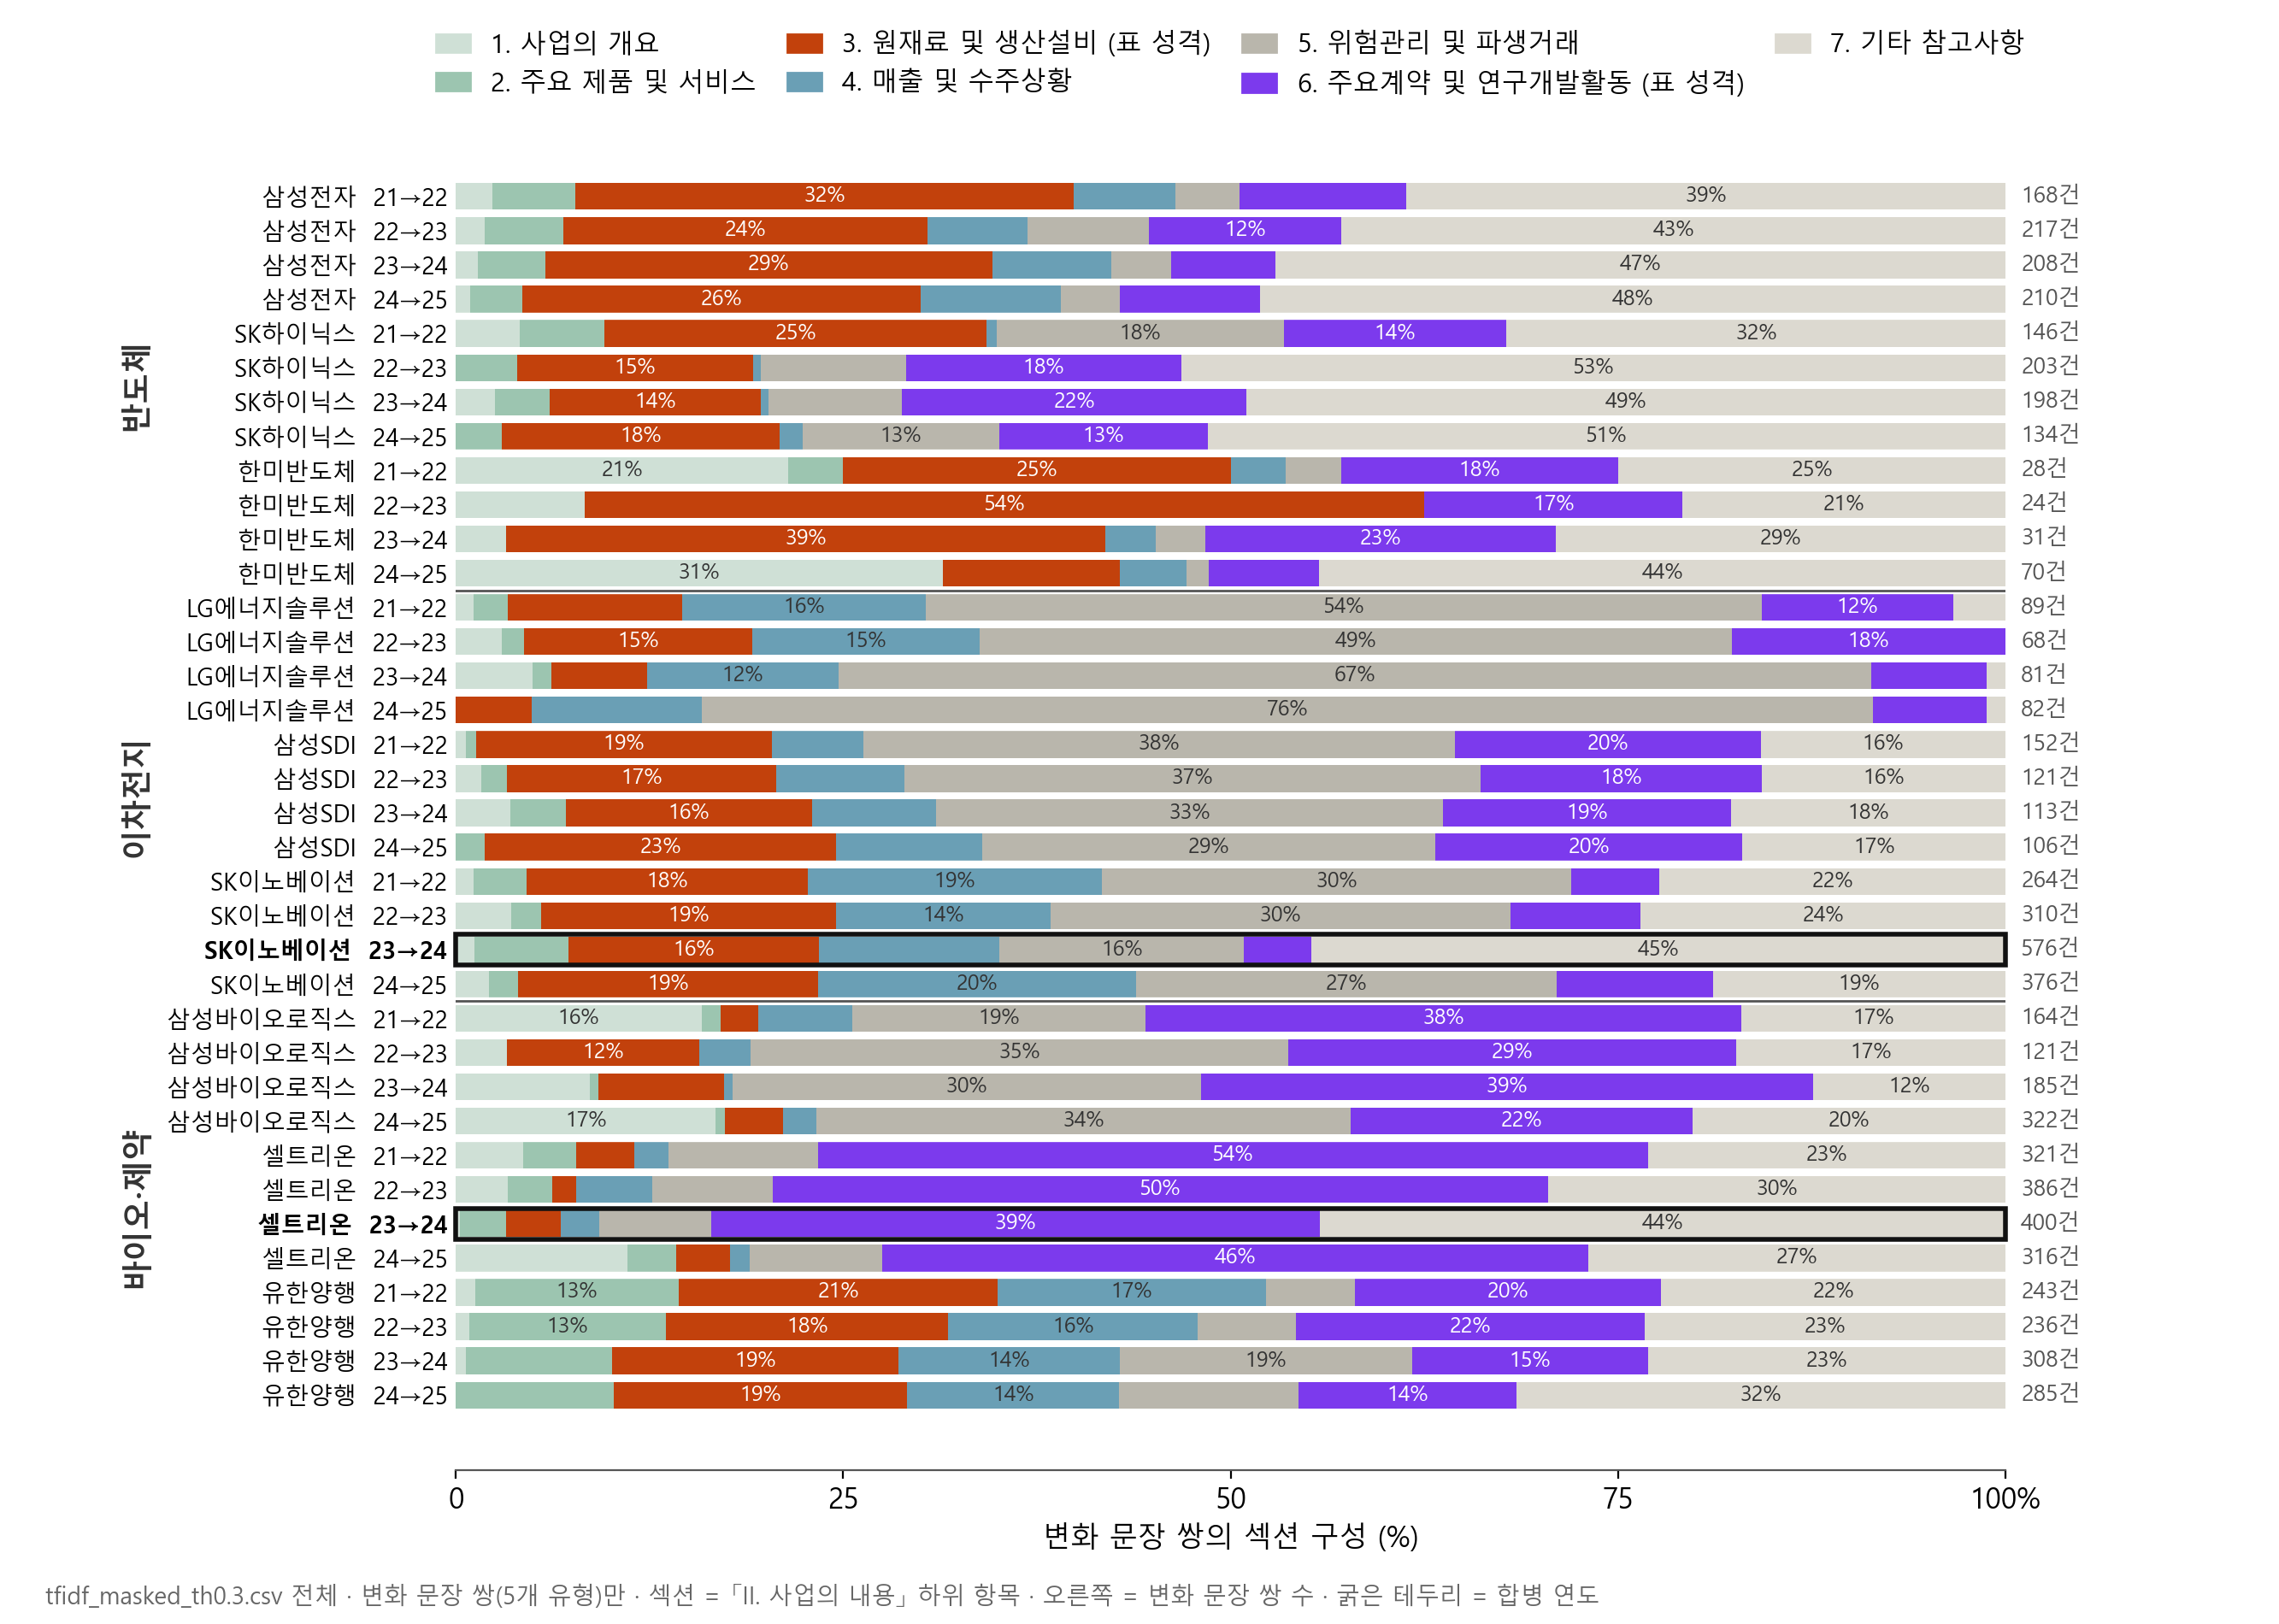 1. 사업의 개요
3. 원재료 및 생산설비 (표 성격)
5. 위험관리 및 파생거래
7. 기타 참고사항
2. 주요 제품 및 서비스
4. 매출 및 수주상황
6. 주요계약 및 연구개발활동 (표 성격)
반도체
삼성전자 21→22 32% 39% 168건
삼성전자 22→23 24% 12% 43% 217건
삼성전자 23→24 29% 47% 208건
삼성전자 24→25 26% 48% 210건
SK하이닉스 21→22 25% 18% 14% 32% 146건
SK하이닉스 22→23 15% 18% 53% 203건
SK하이닉스 23→24 14% 22% 49% 198건
SK하이닉스 24→25 18% 13% 13% 51% 134건
한미반도체 21→22 21% 25% 18% 25% 28건
한미반도체 22→23 54% 17% 21% 24건
한미반도체 23→24 39% 23% 29% 31건
한미반도체 24→25 31% 44% 70건
이차전지
LG에너지솔루션 21→22 16% 54% 12% 89건
LG에너지솔루션 22→23 15% 15% 49% 18% 68건
LG에너지솔루션 23→24 12% 67% 81건
LG에너지솔루션 24→25 76% 82건
삼성SDI 21→22 19% 38% 20% 16% 152건
삼성SDI 22→23 17% 37% 18% 16% 121건
삼성SDI 23→24 16% 33% 19% 18% 113건
삼성SDI 24→25 23% 29% 20% 17% 106건
SK이노베이션 21→22 18% 19% 30% 22% 264건
SK이노베이션 22→23 19% 14% 30% 24% 310건
SK이노베이션 23→24 16% 16% 45% 576건
SK이노베이션 24→25 19% 20% 27% 19% 376건
바이오·제약
삼성바이오로직스 21→22 16% 19% 38% 17% 164건
삼성바이오로직스 22→23 12% 35% 29% 17% 121건
삼성바이오로직스 23→24 30% 39% 12% 185건
삼성바이오로직스 24→25 17% 34% 22% 20% 322건
셀트리온 21→22 54% 23% 321건
셀트리온 22→23 50% 30% 386건
셀트리온 23→24 39% 44% 400건
셀트리온 24→25 46% 27% 316건
유한양행 21→22 13% 21% 17% 20% 22% 243건
유한양행 22→23 13% 18% 16% 22% 23% 236건
유한양행 23→24 19% 14% 19% 15% 23% 308건
유한양행 24→25 19% 14% 14% 32% 285건
0 25 50 75 100%
변화 문장 쌍의 섹션 구성 (%)
tfidf_masked_th0.3.csv 전체 · 변화 문장 쌍(5개 유형)만 · 섹션 =「II. 사업의 내용」하위 항목 · 오른쪽 = 변화 문장 쌍 수 · 굵은 테두리 = 합병 연도